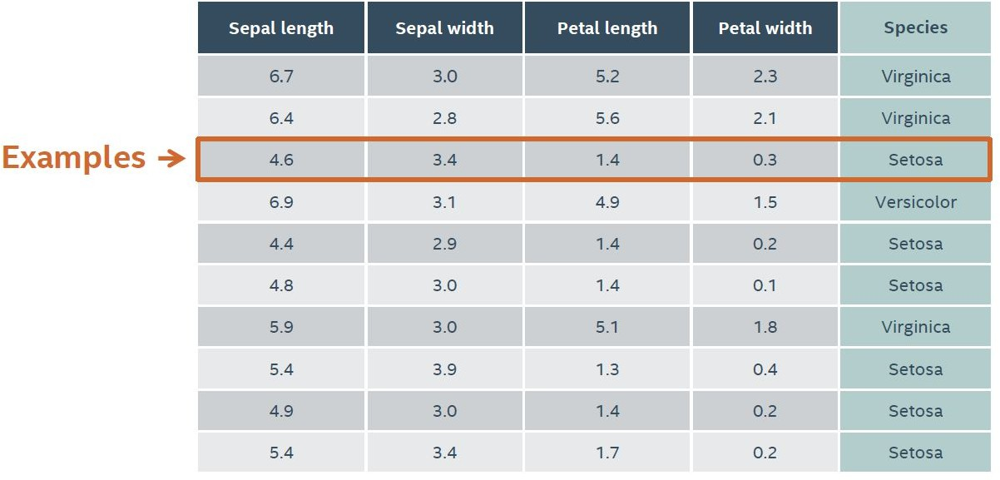 Sepal length Sepal width Petal length Petal width Species
6.7 3.0 5.2 2.3 Virginica
6.4 2.8 5.6 2.1 Virginica
Examples → 4.6 3.4 1.4 0.3 Setosa
6.9 3.1 4.9 1.5 Versicolor
4.4 2.9 1.4 0.2 Setosa
4.8 3.0 1.4 0.1 Setosa
5.9 3.0 5.1 1.8 Virginica
5.4 3.9 1.3 0.4 Setosa
4.9 3.0 1.4 0.2 Setosa
5.4 3.4 1.7 0.2 Setosa